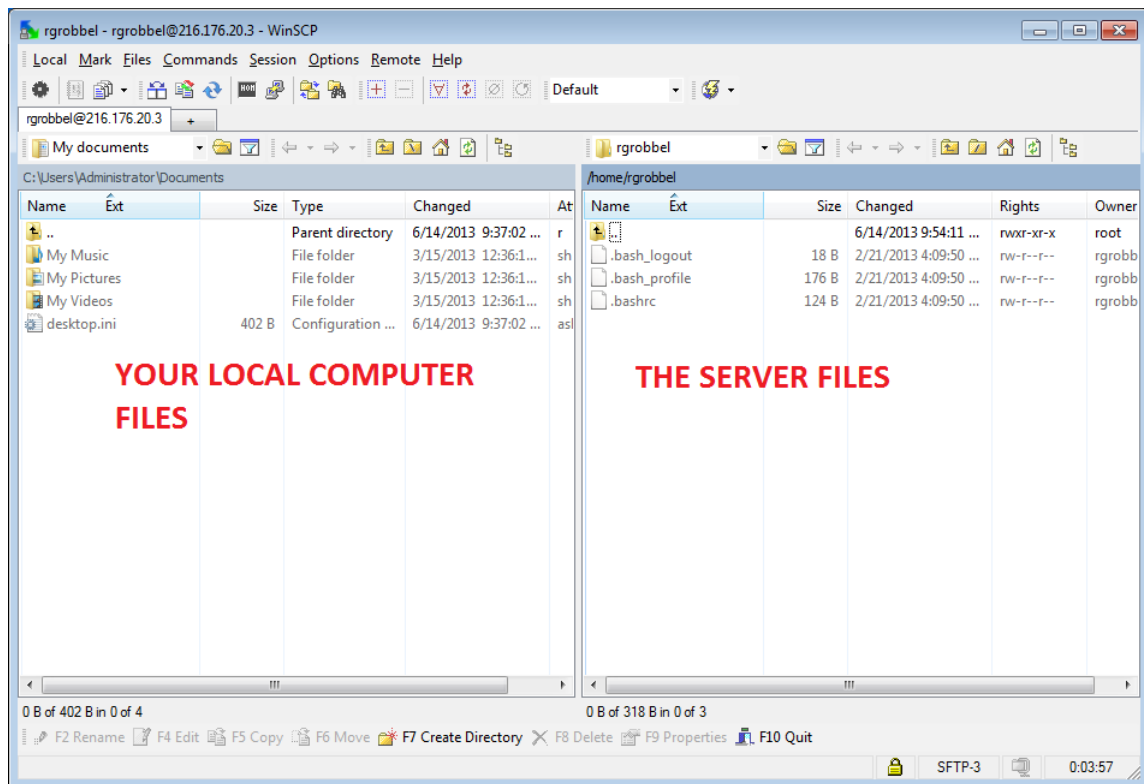 rgrobbel - rgrobbel@216.176.20.3 - WinSCP
Local Mark Files Commands Session Options Remote Help
Default
rgrobbel@216.176.20.3 +
My documents
rgrobbel
C:\Users\Administrator\Documents
/home/rgrobbel
Name Ext Size Type Changed At
.. Parent directory 6/14/2013 9:37:02 ... r
My Music File folder 3/15/2013 12:36:1... sh
My Pictures File folder 3/15/2013 12:36:1... sh
My Videos File folder 3/15/2013 12:36:1... sh
desktop.ini 402 B Configuration ... 6/14/2013 9:37:02 ... asl
YOUR LOCAL COMPUTER
FILES
Name Ext Size Changed Rights Owner
.. 6/14/2013 9:54:11 ... rwxr-xr-x root
.bash_logout 18 B 2/21/2013 4:09:50 ... rw-r--r-- rgrobb
.bash_profile 176 B 2/21/2013 4:09:50 ... rw-r--r-- rgrobb
.bashrc 124 B 2/21/2013 4:09:50 ... rw-r--r-- rgrobb
THE SERVER FILES
0 B of 402 B in 0 of 4
0 B of 318 B in 0 of 3
F2 Rename F4 Edit F5 Copy F6 Move F7 Create Directory F8 Delete F9 Properties F10 Quit
SFTP-3 0:03:57